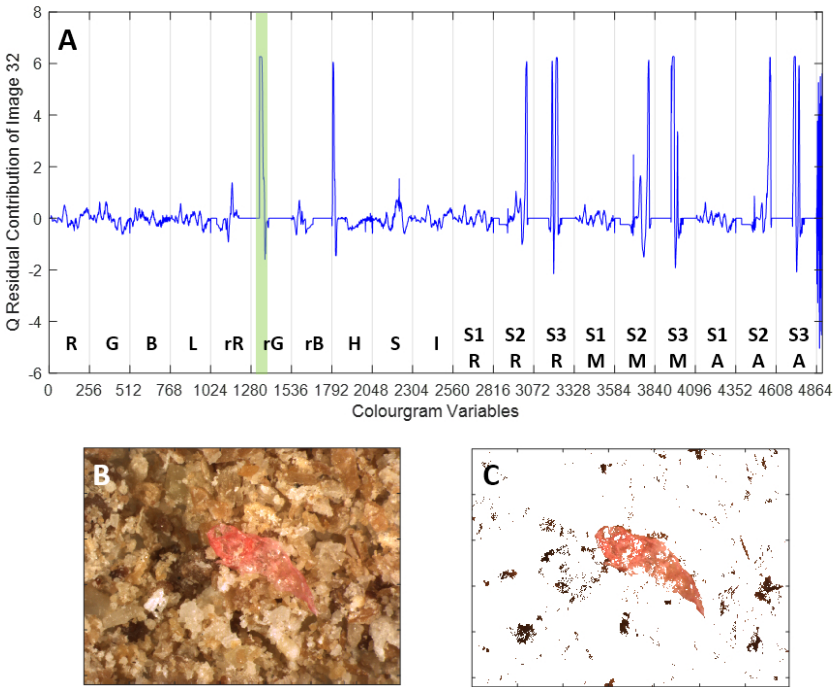 A
Q Residual Contribution of Image 32
8
6
4
2
0
-2
-4
-6
R G B L rR rG rB H S I S1 R S2 R S3 R S1 M S2 M S3 M S1 A S2 A S3 A
0 256 512 768 1024 1280 1536 1792 2048 2304 2560 2816 3072 3328 3584 3840 4096 4352 4608 4864
Colourgram Variables
B
C